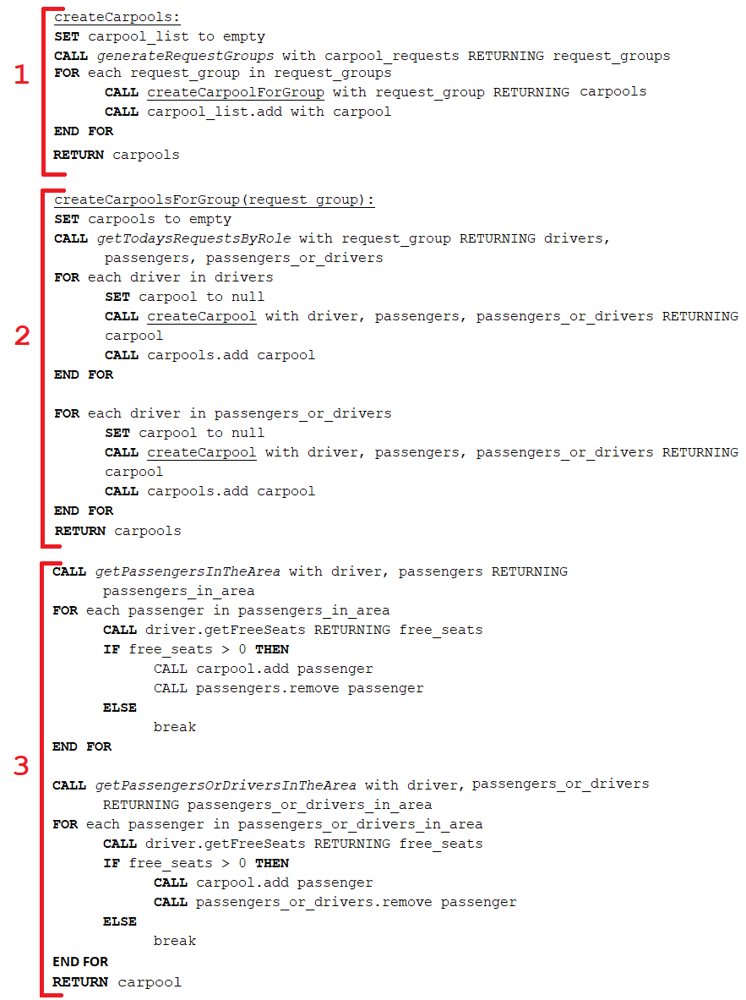 createCarpools:
SET carpool_list to empty
CALL generateRequestGroups with carpool_requests RETURNING request_groups
1
FOR each request_group in request_groups
CALL createCarpoolForGroup with request_group RETURNING carpools
CALL carpool_list.add with carpool
END FOR
RETURN carpools
createCarpoolsForGroup(request group):
SET carpools to empty
CALL getTodaysRequestsByRole with request_group RETURNING drivers,
passengers, passengers_or_drivers
FOR each driver in drivers
SET carpool to null
CALL createCarpool with driver, passengers, passengers_or_drivers RETURNING
2
carpool
CALL carpools.add carpool
END FOR
FOR each driver in passengers_or_drivers
SET carpool to null
CALL createCarpool with driver, passengers, passengers_or_drivers RETURNING
carpool
CALL carpools.add carpool
END FOR
RETURN carpools
CALL getPassengersInTheArea with driver, passengers RETURNING
passengers_in_area
FOR each passenger in passengers_in_area
CALL driver.getFreeSeats RETURNING free_seats
IF free_seats > 0 THEN
CALL carpool.add passenger
CALL passengers.remove passenger
ELSE
break
END FOR
3
CALL getPassengersOrDriversInTheArea with driver, passengers_or_drivers
RETURNING passengers_or_drivers_in_area
FOR each passenger in passengers_or_drivers_in_area
CALL driver.getFreeSeats RETURNING free_seats
IF free_seats > 0 THEN
CALL carpool.add passenger
CALL passengers_or_drivers.remove passenger
ELSE
break
END FOR
RETURN carpool